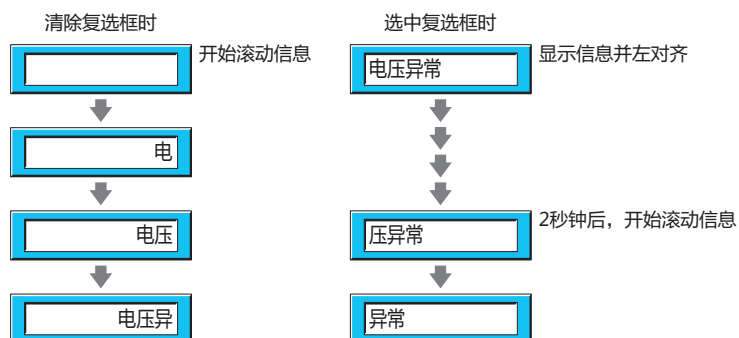 清除复选框时
开始滚动信息
电
电压
电压异
选中复选框时
电压异常
显示信息并左对齐
压异常
2秒钟后，开始滚动信息
异常